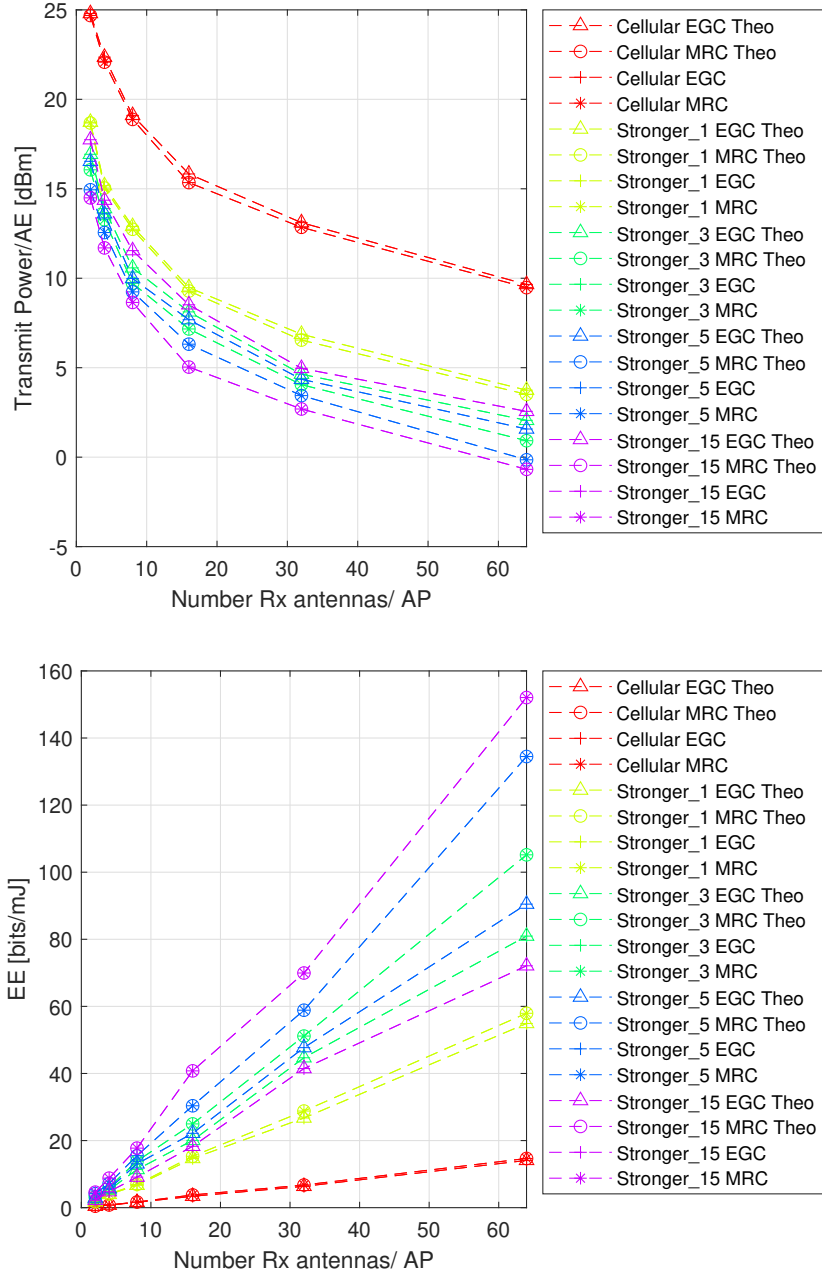 25
20
15
10
5
0
-5
Transmit Power/AE [dBm]
0 10 20 30 40 50 60
Number Rx antennas/ AP
Cellular EGC Theo
Cellular MRC Theo
Cellular EGC
Cellular MRC
Stronger_1 EGC Theo
Stronger_1 MRC Theo
Stronger_1 EGC
Stronger_1 MRC
Stronger_3 EGC Theo
Stronger_3 MRC Theo
Stronger_3 EGC
Stronger_3 MRC
Stronger_5 EGC Theo
Stronger_5 MRC Theo
Stronger_5 EGC
Stronger_5 MRC
Stronger_15 EGC Theo
Stronger_15 MRC Theo
Stronger_15 EGC
Stronger_15 MRC
160
140
120
100
80
60
40
20
0
EE [bits/mJ]
0 10 20 30 40 50 60
Number Rx antennas/ AP
Cellular EGC Theo
Cellular MRC Theo
Cellular EGC
Cellular MRC
Stronger_1 EGC Theo
Stronger_1 MRC Theo
Stronger_1 EGC
Stronger_1 MRC
Stronger_3 EGC Theo
Stronger_3 MRC Theo
Stronger_3 EGC
Stronger_3 MRC
Stronger_5 EGC Theo
Stronger_5 MRC Theo
Stronger_5 EGC
Stronger_5 MRC
Stronger_15 EGC Theo
Stronger_15 MRC Theo
Stronger_15 EGC
Stronger_15 MRC